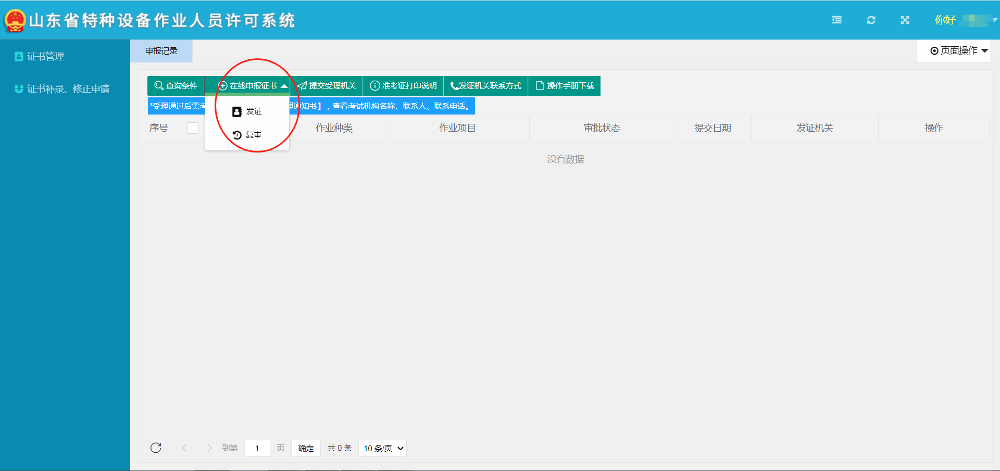 山东省特种设备作业人员许可系统
你好
证书管理
证书补录、修正申请
申报记录
页面操作
查询条件
在线申报证书
提交受理机关
准考证打印说明
发证机关联系方式
操作手册下载
*受理通过后需
理通知书】，查看考试机构名称、联系人、联系电话。
发证
复审
序号
作业种类
作业项目
审批状态
提交日期
发证机关
操作
没有数据
到第 1 页 确定 共 0 条 10 条/页